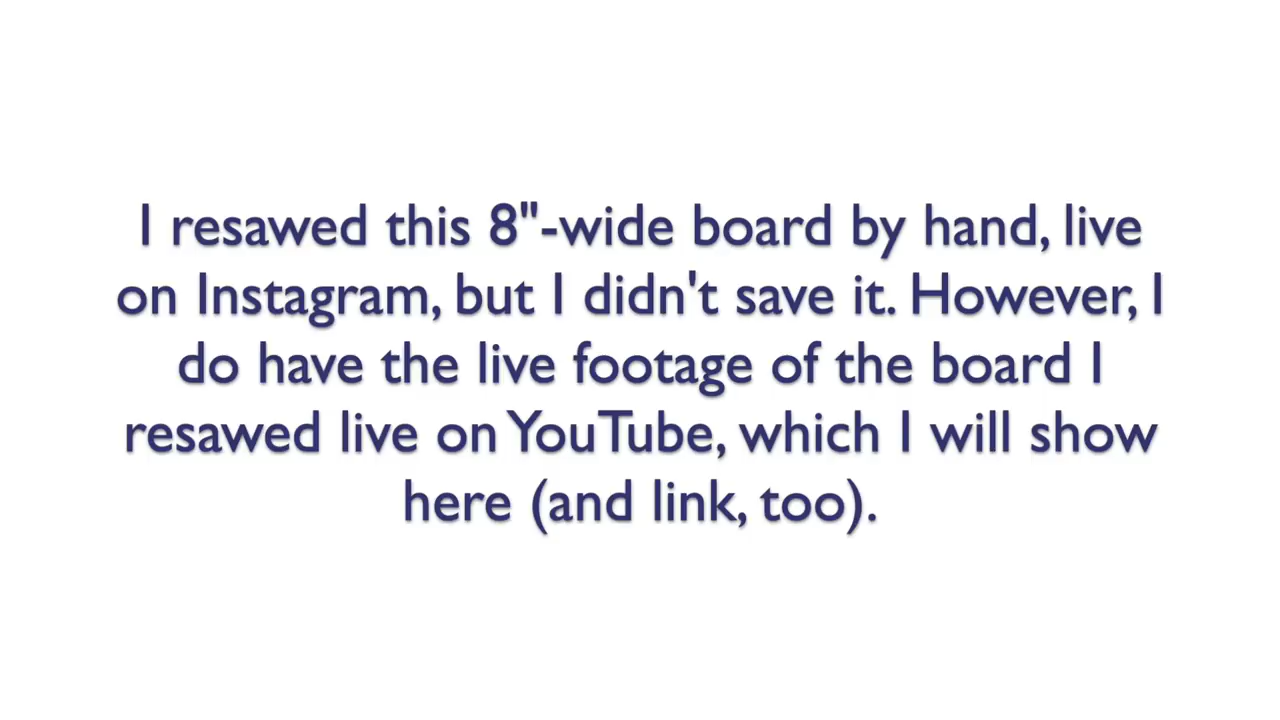 I resawed this 8"-wide board by hand, live
on Instagram, but I didn't save it. However, I
do have the live footage of the board I
resawed live on YouTube, which I will show
here (and link, too).